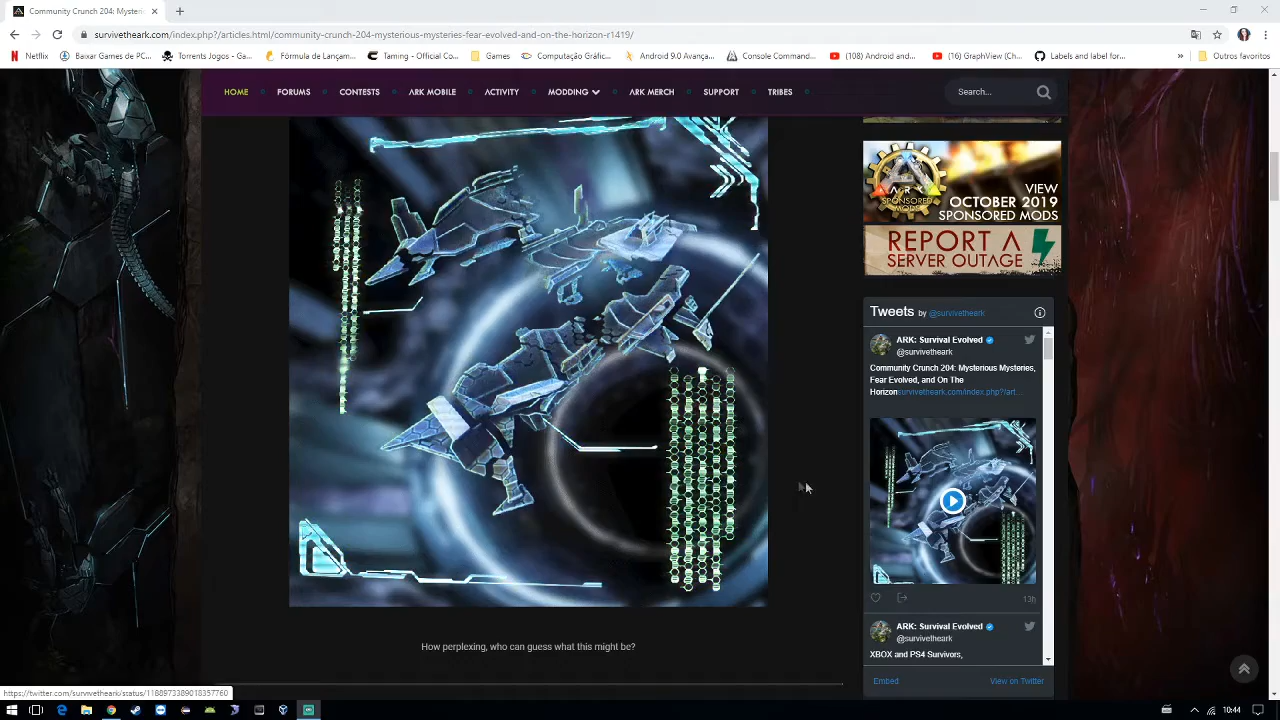 Community Crunch 204: Mysteri
survivetheark.com/index.php?/articles.html/community-crunch-204-mysterious-mysteries-fear-evolved-and-on-the-horizon-r1419/
Netflix
Baixar Games de PC...
Torrents Jogos - Ga...
Fórmula de Lançam...
Taming - Official Co...
Games
Computação Gráfic...
Android 9.0 Avança...
Console Command...
(108) Android and...
(16) GraphView (Ch...
Labels and label for...
»
Outros favoritos
HOME
FORUMS
CONTESTS
ARK MOBILE
ACTIVITY
MODDING
ARK MERCH
SUPPORT
TRIBES
Search...
VIEW
OCTOBER 2019
SPONSORED MODS
ARK
SPONSORED
MODS
REPORT A
SERVER OUTAGE
Tweets by @survivetheark
ARK: Survival Evolved
@survivetheark
Community Crunch 204: Mysterious Mysteries,
Fear Evolved, and On The
Horizonsurvivetheark.com/index.php?/art...
13h
ARK: Survival Evolved
@survivetheark
XBOX and PS4 Survivors,
Embed
View on Twitter
How perplexing, who can guess what this might be?
https://twitter.com/survivetheark/status/1188973389018357760
10:44